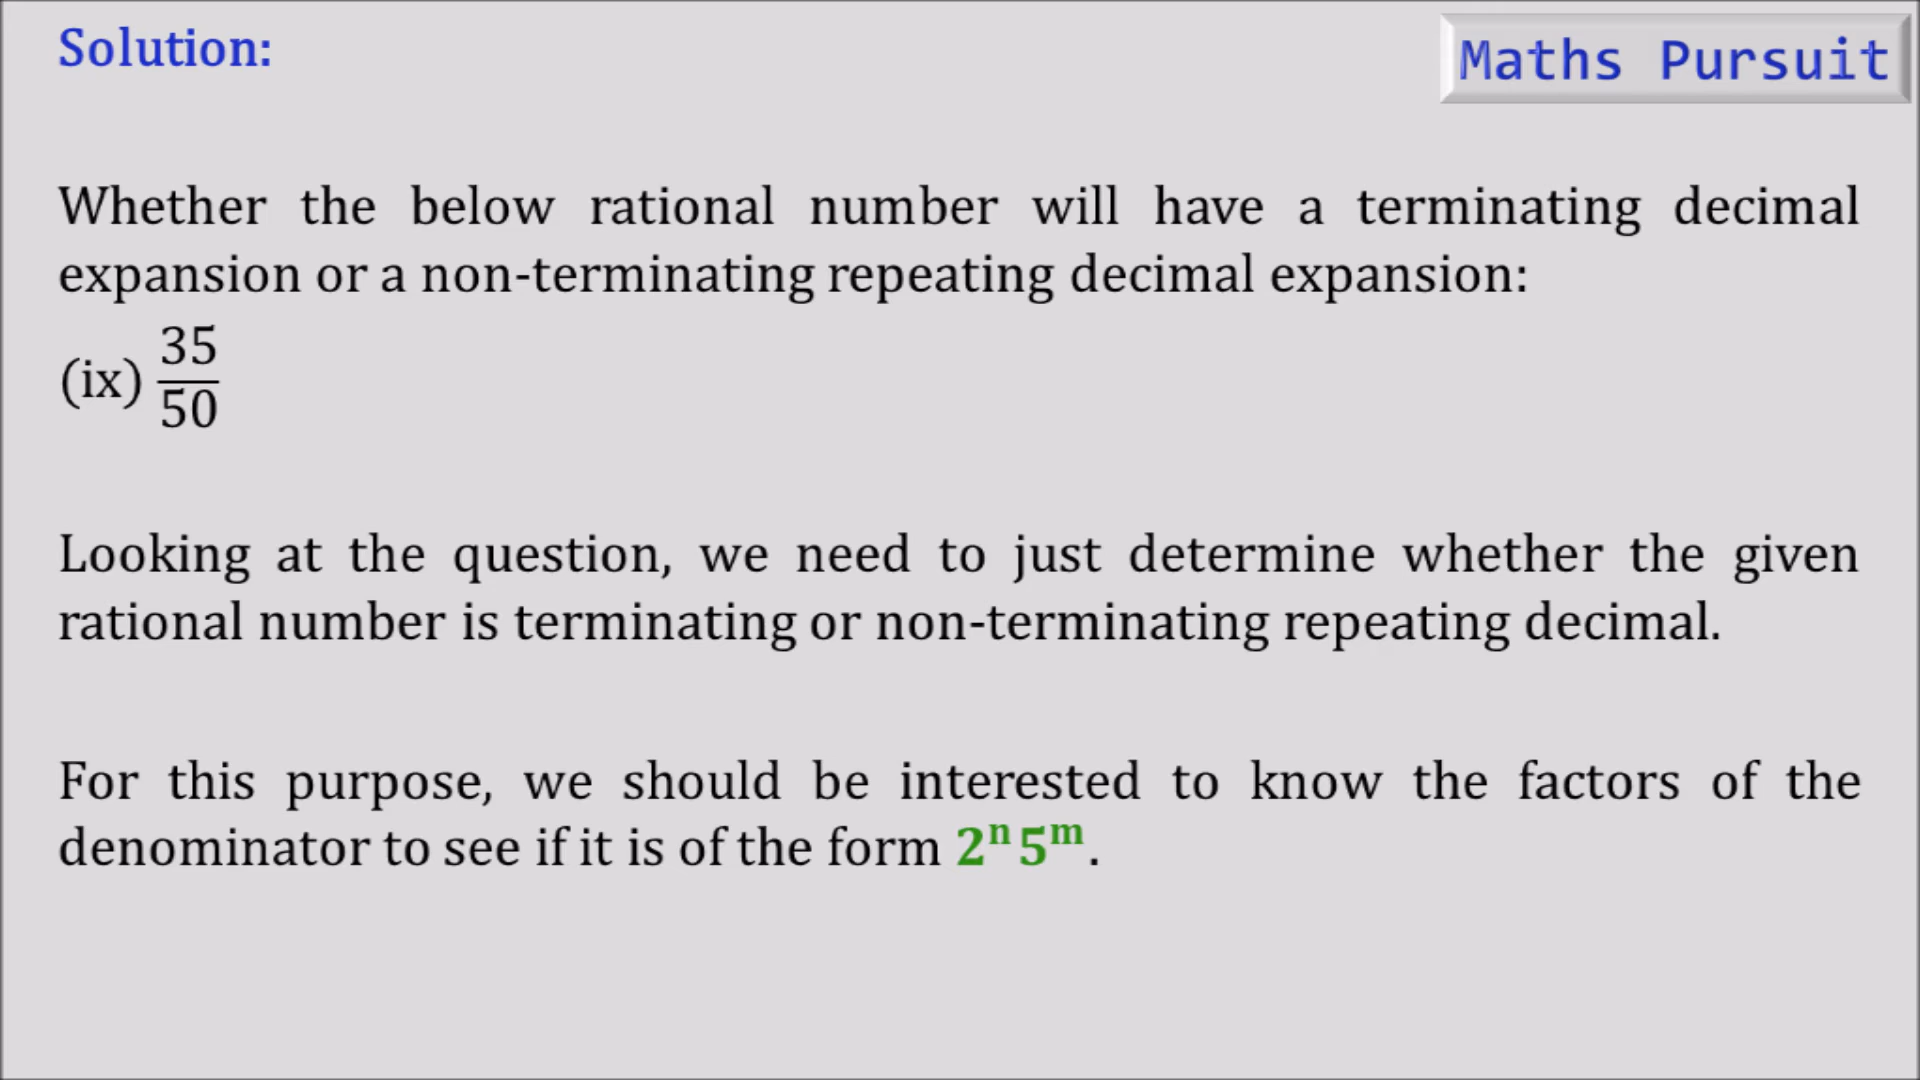 Solution:
Maths Pursuit
Whether the below rational number will have a terminating decimal
expansion or a non-terminating repeating decimal expansion:
(ix) 35/50
Looking at the question, we need to just determine whether the given
rational number is terminating or non-terminating repeating decimal.
For this purpose, we should be interested to know the factors of the
denominator to see if it is of the form 2ⁿ5ᵐ.